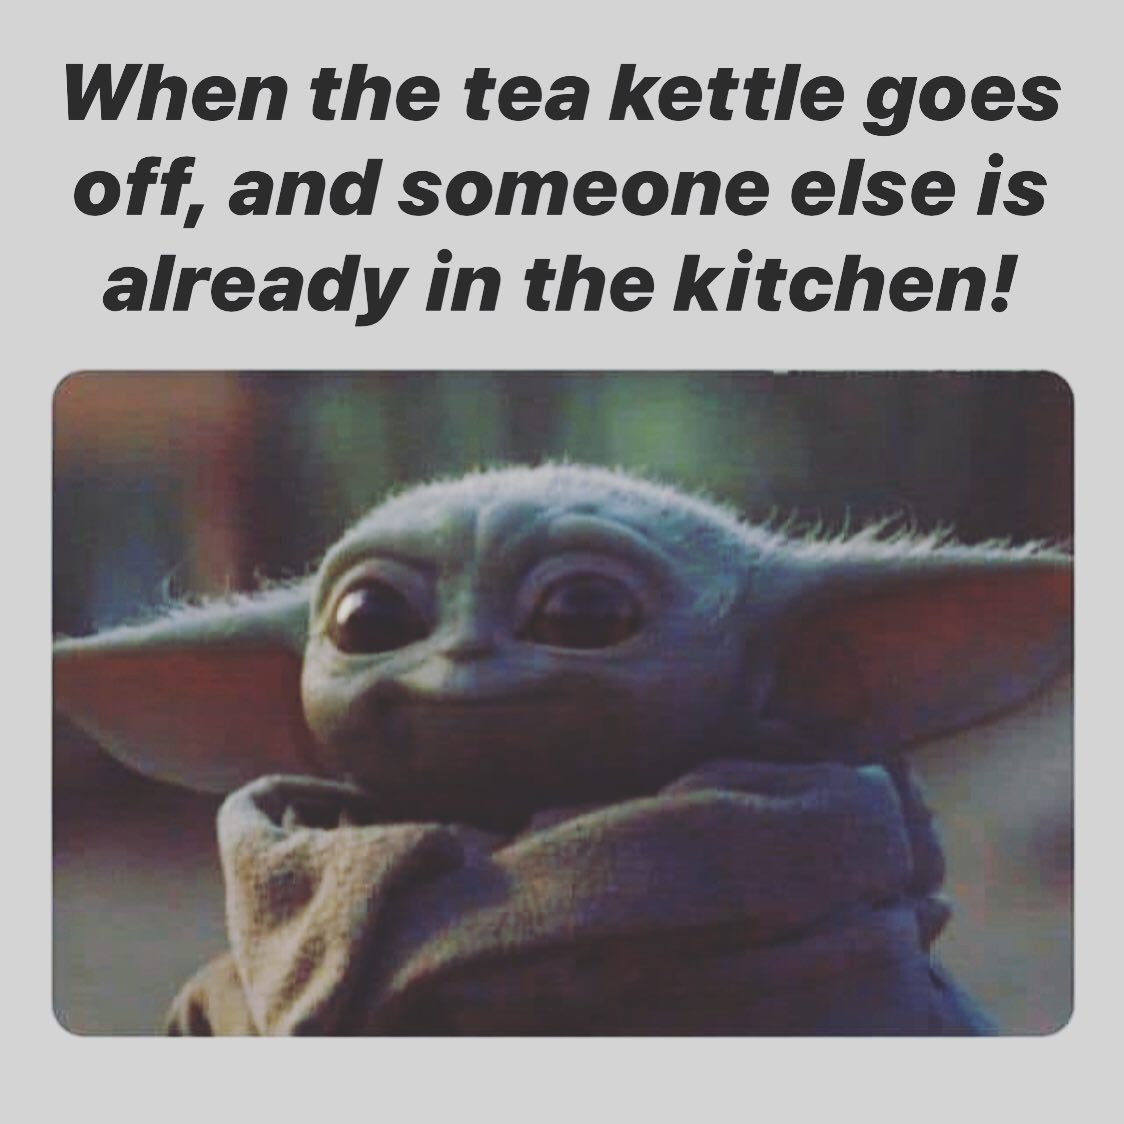 When the tea kettle goes
off, and someone else is
already in the kitchen!